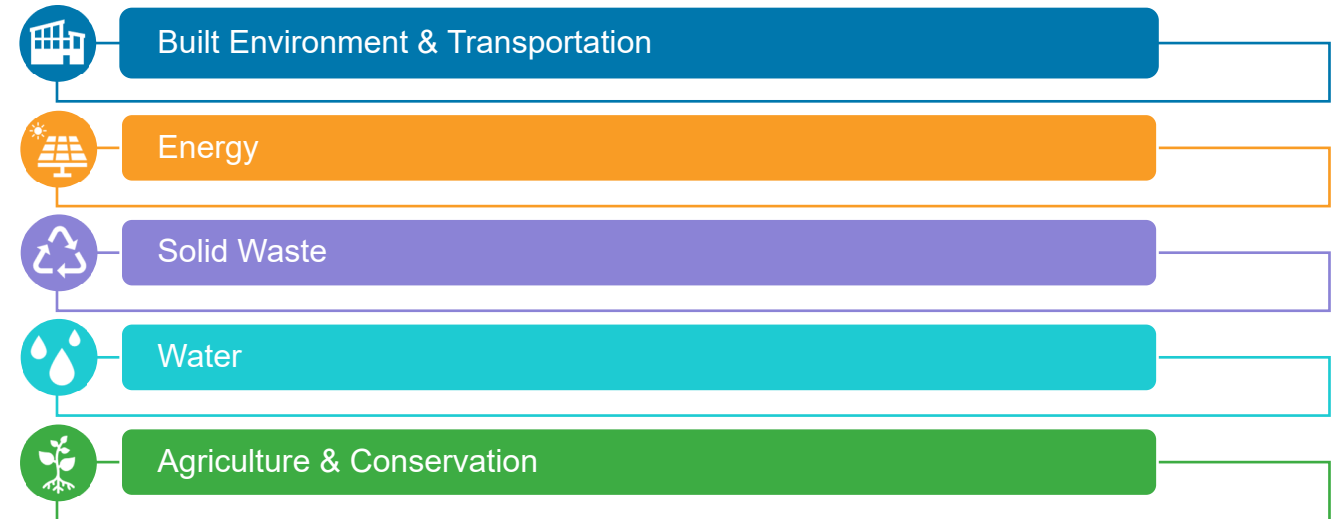 Built Environment & Transportation
Energy
Solid Waste
Water
Agriculture & Conservation